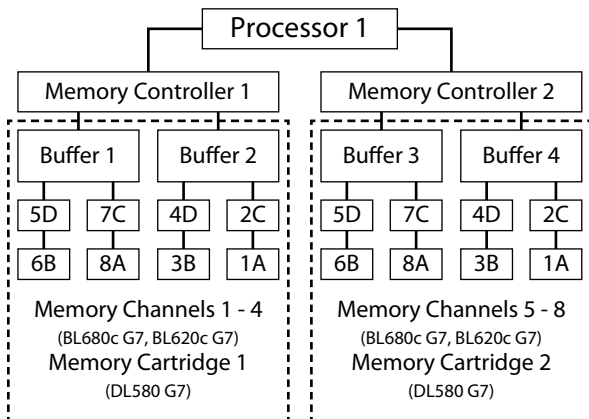 Processor 1
Memory Controller 1 Memory Controller 2
Buffer 1 Buffer 2 Buffer 3 Buffer 4
5D 7C 4D 2C 5D 7C 4D 2C
6B 8A 3B 1A 6B 8A 3B 1A
Memory Channels 1 - 4 Memory Channels 5 - 8
(BL680c G7, BL620c G7) (BL680c G7, BL620c G7)
Memory Cartridge 1 Memory Cartridge 2
(DL580 G7) (DL580 G7)